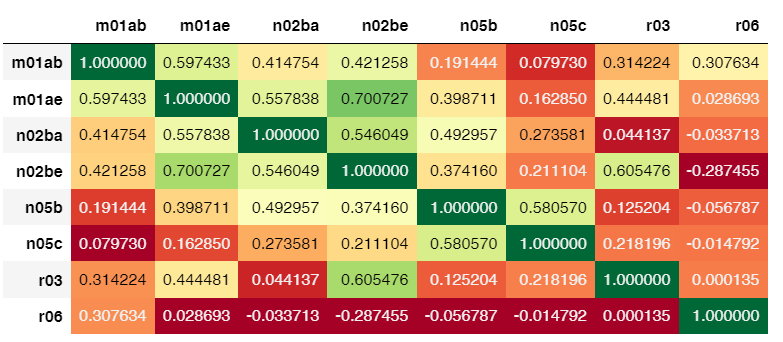 m01ab m01ae n02ba n02be n05b n05c r03 r06
m01ab 1.000000 0.597433 0.414754 0.421258 0.191444 0.079730 0.314224 0.307634
m01ae 0.597433 1.000000 0.557838 0.700727 0.398711 0.162850 0.444481 0.028693
n02ba 0.414754 0.557838 1.000000 0.546049 0.492957 0.273581 0.044137 -0.033713
n02be 0.421258 0.700727 0.546049 1.000000 0.374160 0.211104 0.605476 -0.287455
n05b 0.191444 0.398711 0.492957 0.374160 1.000000 0.580570 0.125204 -0.056787
n05c 0.079730 0.162850 0.273581 0.211104 0.580570 1.000000 0.218196 -0.014792
r03 0.314224 0.444481 0.044137 0.605476 0.125204 0.218196 1.000000 0.000135
r06 0.307634 0.028693 -0.033713 -0.287455 -0.056787 -0.014792 0.000135 1.000000